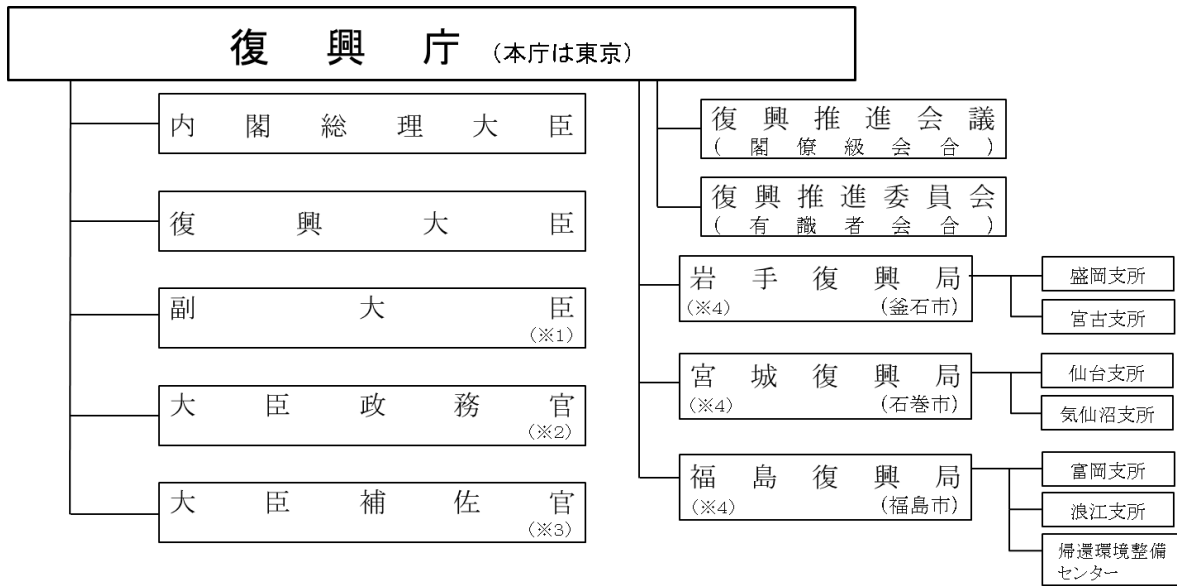 復興庁 (本庁は東京)
内閣総理大臣
復興大臣
副大臣
(※1)
大臣政務官
(※2)
大臣補佐官
(※3)
復興推進会議
(閣僚級会合)
復興推進委員会
(有識者会合)
岩手復興局
(※4) (釜石市)
盛岡支所
宮古支所
宮城復興局
(※4) (石巻市)
仙台支所
気仙沼支所
福島復興局
(※4) (福島市)
富岡支所
浪江支所
帰還環境整備
センター